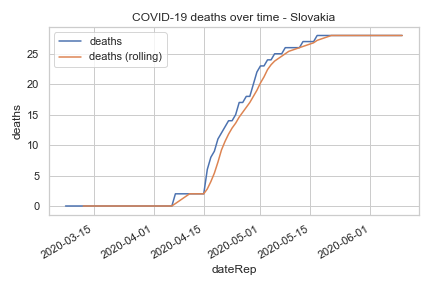 COVID-19 deaths over time - Slovakia
deaths
deaths (rolling)
25
20
15
10
5
0
deaths
2020-03-15
2020-04-01
2020-04-15
2020-05-01
2020-05-15
2020-06-01
dateRep